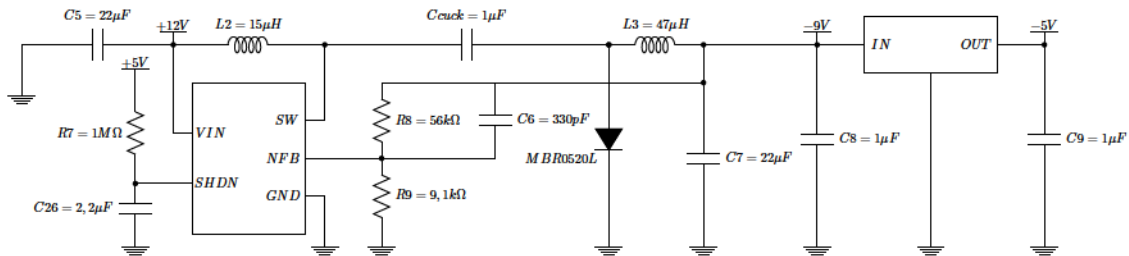 C5 = 22μF
+12V
L2 = 15μH
Ccuck = 1μF
L3 = 47μH
−9V
−5V
IN
OUT
+5V
R7 = 1MΩ
VIN
SW
R8 = 56kΩ
C6 = 330pF
NFB
MBR0520L
C7 = 22μF
C8 = 1μF
C9 = 1μF
SHDN
GND
R9 = 9,1kΩ
C26 = 2,2μF